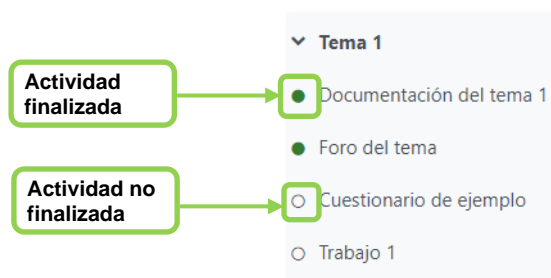 Tema 1
Actividad
finalizada
Documentación del tema 1
Foro del tema
Actividad no
finalizada
Cuestionario de ejemplo
Trabajo 1